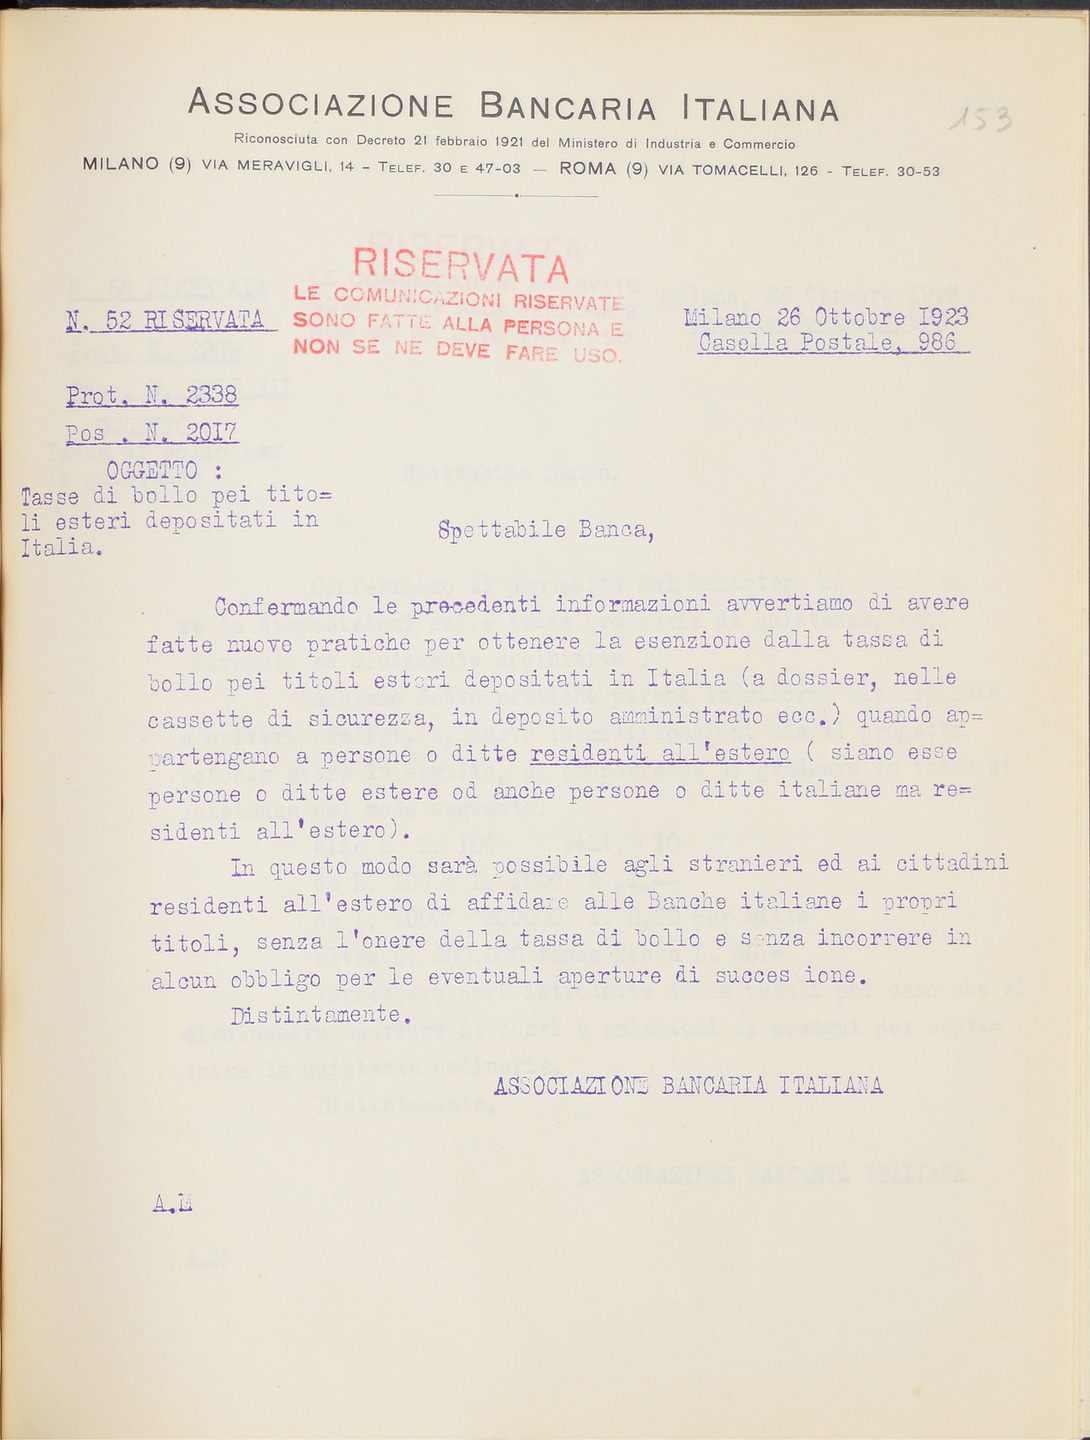 ASSOCIAZIONE BANCARIA ITALIANA
153
Riconosciuta con Decreto 21 febbraio 1921 del Ministero di Industria e Commercio
MILANO (9) VIA MERAVIGLI, 14 - TELEF. 30 E 47-03 — ROMA (9) VIA TOMACELLI, 126 - TELEF. 30-53
RISERVATA
LE COMUNICAZIONI RISERVATE
SONO FATTE ALLA PERSONA E
NON SE NE DEVE FARE USO.
N. 52 RISERVATA
Milano 26 Ottobre I923
Casella Postale, 986
Prot. N. 2338
Pos . N. 20I7
OGGETTO :
Tasse di bollo pei tito=
li esteri depositati in
Italia.
Spettabile Banca,
Confermando le precedenti informazioni avvertiamo di avere
fatte nuove pratiche per ottenere la esenzione dalla tassa di
bollo pei titoli esteri depositati in Italia (a dossier, nelle
cassette di sicurezza, in deposito amministrato ecc.) quando ap=
partengano a persone o ditte residenti all'estero ( siano esse
persone o ditte estere od anche persone o ditte italiane ma re=
sidenti all'estero).
In questo modo sarà possibile agli stranieri ed ai cittadini
residenti all'estero di affidare alle Banche italiane i propri
titoli, senza l'onere della tassa di bollo e senza incorrere in
alcun obbligo per le eventuali aperture di succes ione.
Distintamente.
ASSOCIAZIONE BANCARIA ITALIANA
A.M